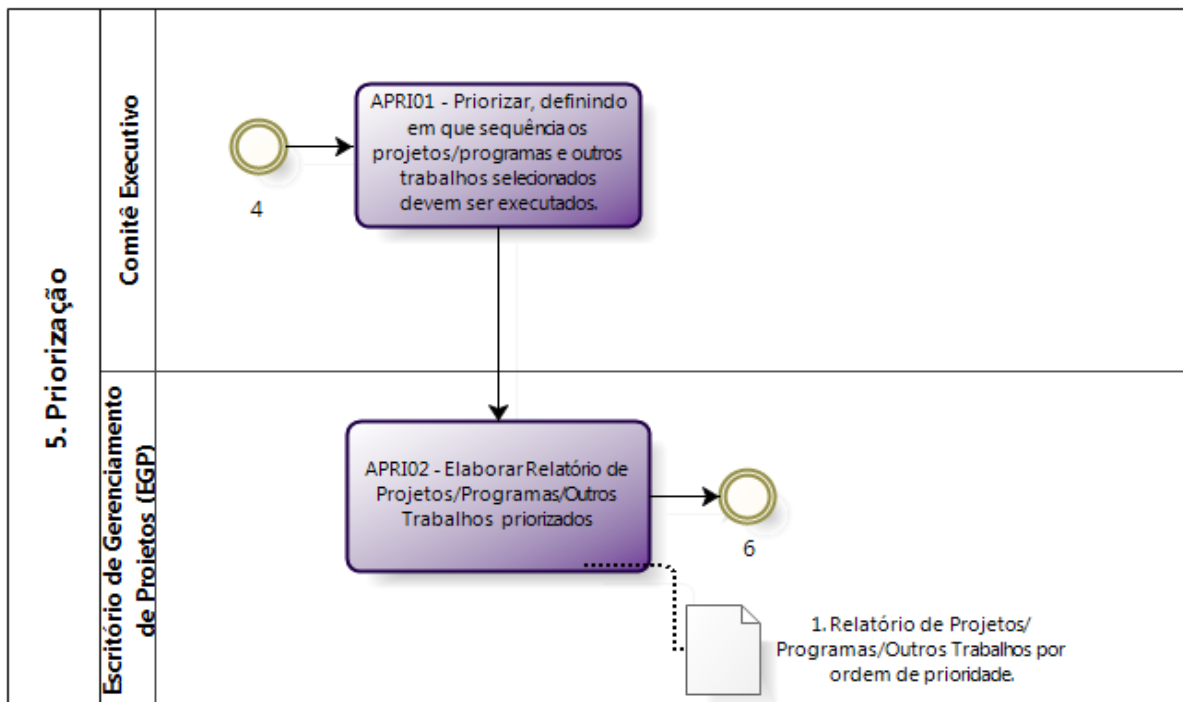 5. Priorização
Comitê Executivo
4
APRI01 - Priorizar, definindo
em que sequência os
projetos/programas e outros
trabalhos selecionados
devem ser executados.
Escritório de Gerenciamento
de Projetos (EGP)
APRI02 - Elaborar Relatório de
Projetos/Programas/Outros
Trabalhos priorizados
6
1. Relatório de Projetos/
Programas/Outros Trabalhos por
ordem de prioridade.